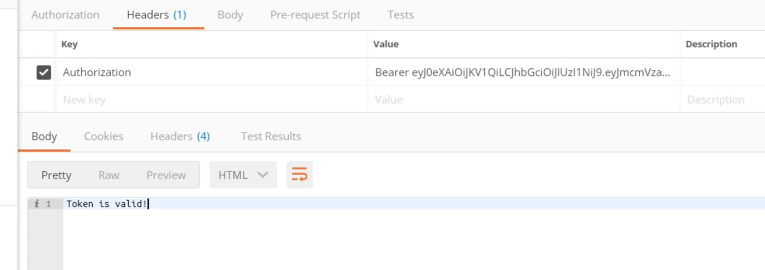 Authorization Headers (1) Body Pre-request Script Tests
Key Value Description
Authorization Bearer eyJ0eXAiOiJKV1QiLCJhbGciOiJIUzI1NiJ9.eyJmcmVza...
New key Value Description
Body Cookies Headers (4) Test Results
Pretty Raw Preview HTML
i 1 Token is valid!